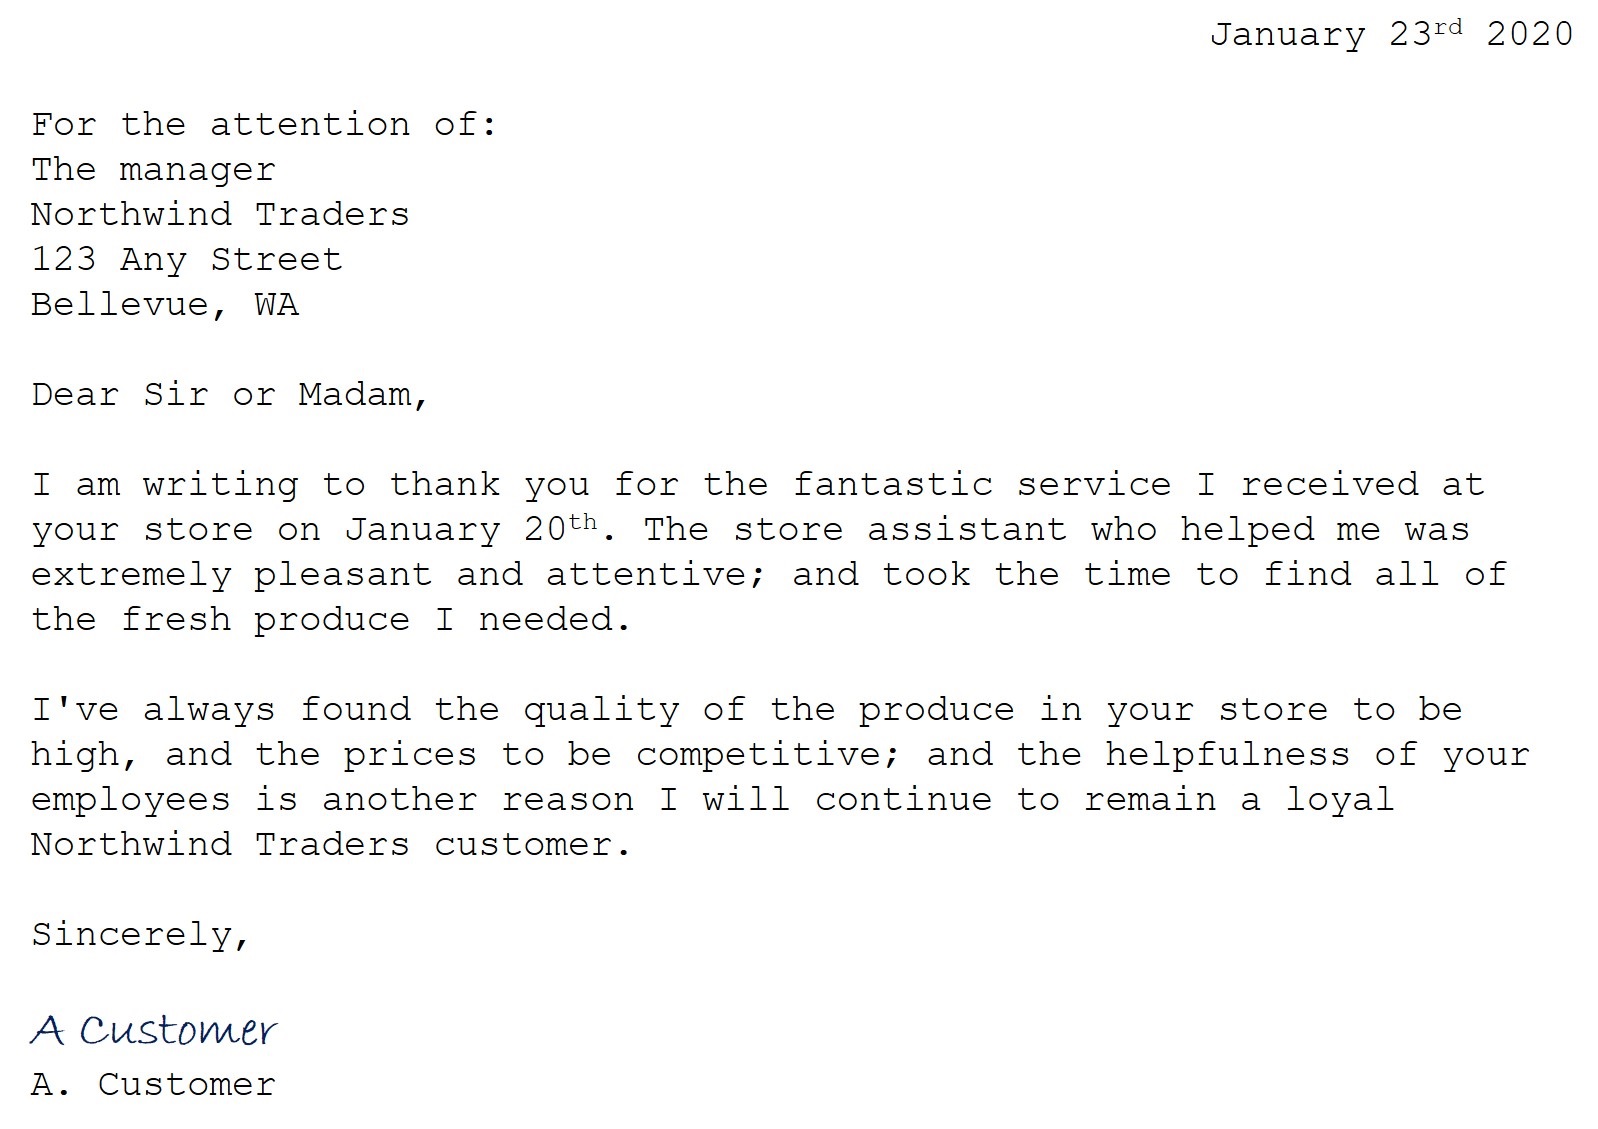 January 23rd 2020
For the attention of:
The manager
Northwind Traders
123 Any Street
Bellevue, WA
Dear Sir or Madam,
I am writing to thank you for the fantastic service I received at
your store on January 20th. The store assistant who helped me was
extremely pleasant and attentive; and took the time to find all of
the fresh produce I needed.
I've always found the quality of the produce in your store to be
high, and the prices to be competitive; and the helpfulness of your
employees is another reason I will continue to remain a loyal
Northwind Traders customer.
Sincerely,
A Customer
A. Customer